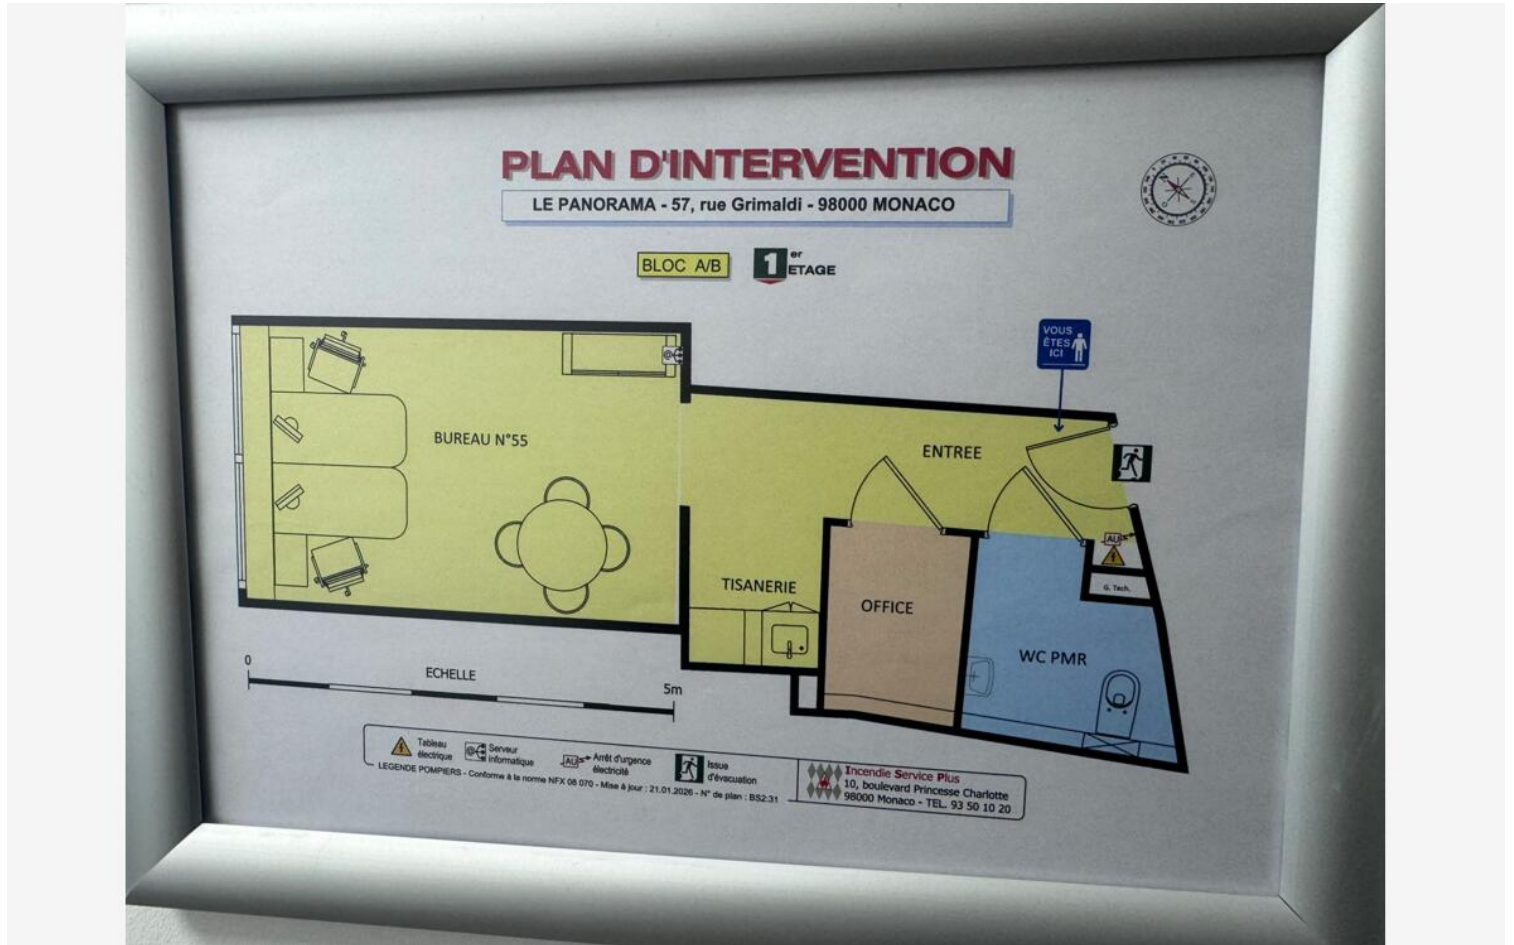 PLAN D'INTERVENTION
LE PANORAMA - 57, rue Grimaldi - 98000 MONACO
BLOC A/B
1er ETAGE
VOUS
ÊTES
ICI
BUREAU N°55
ENTREE
AU
TISANERIE
OFFICE
G. Tech.
WC PMR
0
ECHELLE
5m
Tableau
électrique
Serveur
informatique
AU
Arrêt d'urgence
électricité
Issue
d'évacuation
LEGENDE POMPIERS - Conforme à la norme NFX 08 070 - Mise à jour : 21.01.2026 - N° de plan : BS2:31
Incendie Service Plus
10, boulevard Princesse Charlotte
98000 Monaco - TEL. 93 50 10 20